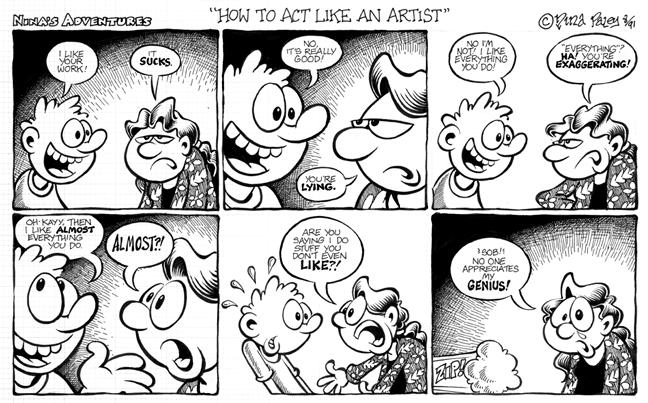 NINA'S ADVENTURES
"HOW TO ACT LIKE AN ARTIST"
© Nina Paley 3/91
I LIKE
YOUR
WORK!
IT
SUCKS.
NO,
IT'S REALLY
GOOD!
YOU'RE
LYING.
NO I'M
NOT! I LIKE
EVERYTHING
YOU DO!
"EVERYTHING"?
HA! YOU'RE
EXAGGERATING!
OH-KAYY, THEN
I LIKE ALMOST
EVERYTHING
YOU DO.
ALMOST?!
ARE YOU
SAYING I DO
STUFF YOU
DON'T EVEN
LIKE?!
SOB!
NO ONE
APPRECIATES
MY
GENIUS!
ZIP!